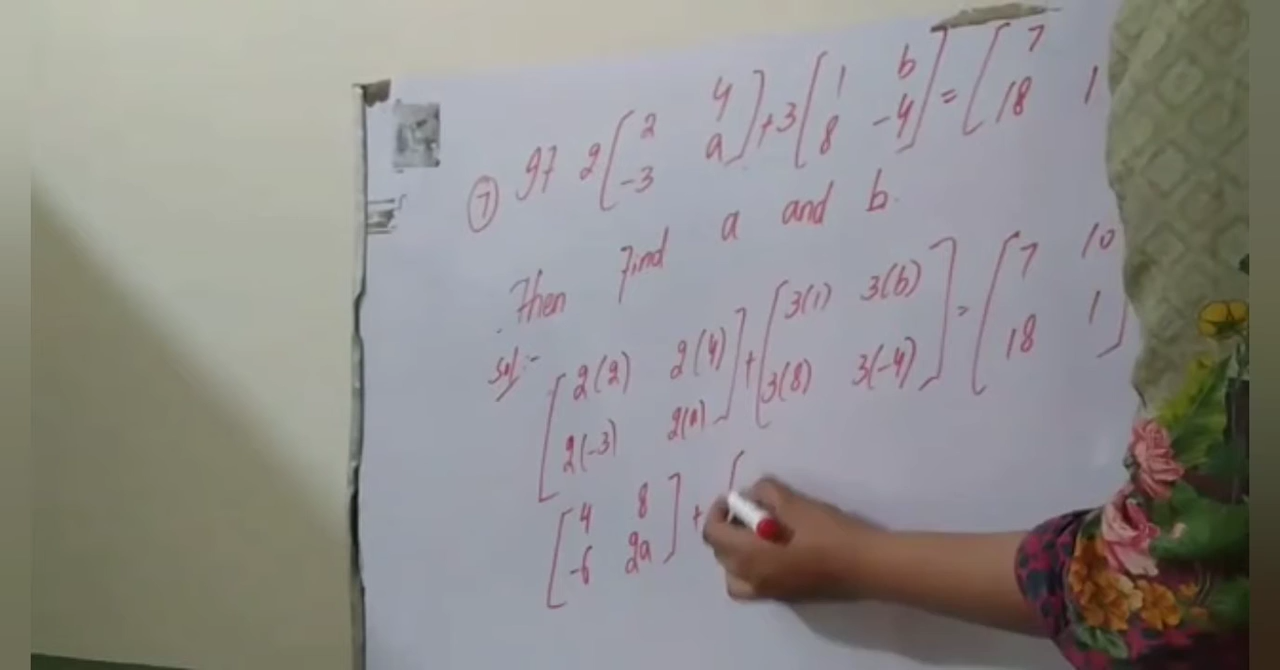 7 If 2 [ 2 4 ] + 3 [ 1 b ] = [ 7
[ -3 a ] [ 8 -4 ] [ 18 1
Then find a and b.
Sol:- [ 2(2) 2(4) ] + [ 3(1) 3(b) ] = [ 7 10
[ 2(-3) 2(a) ] [ 3(8) 3(-4) ] [ 18 1 ]
[ 4 8 ] + [
[ -6 2a ]